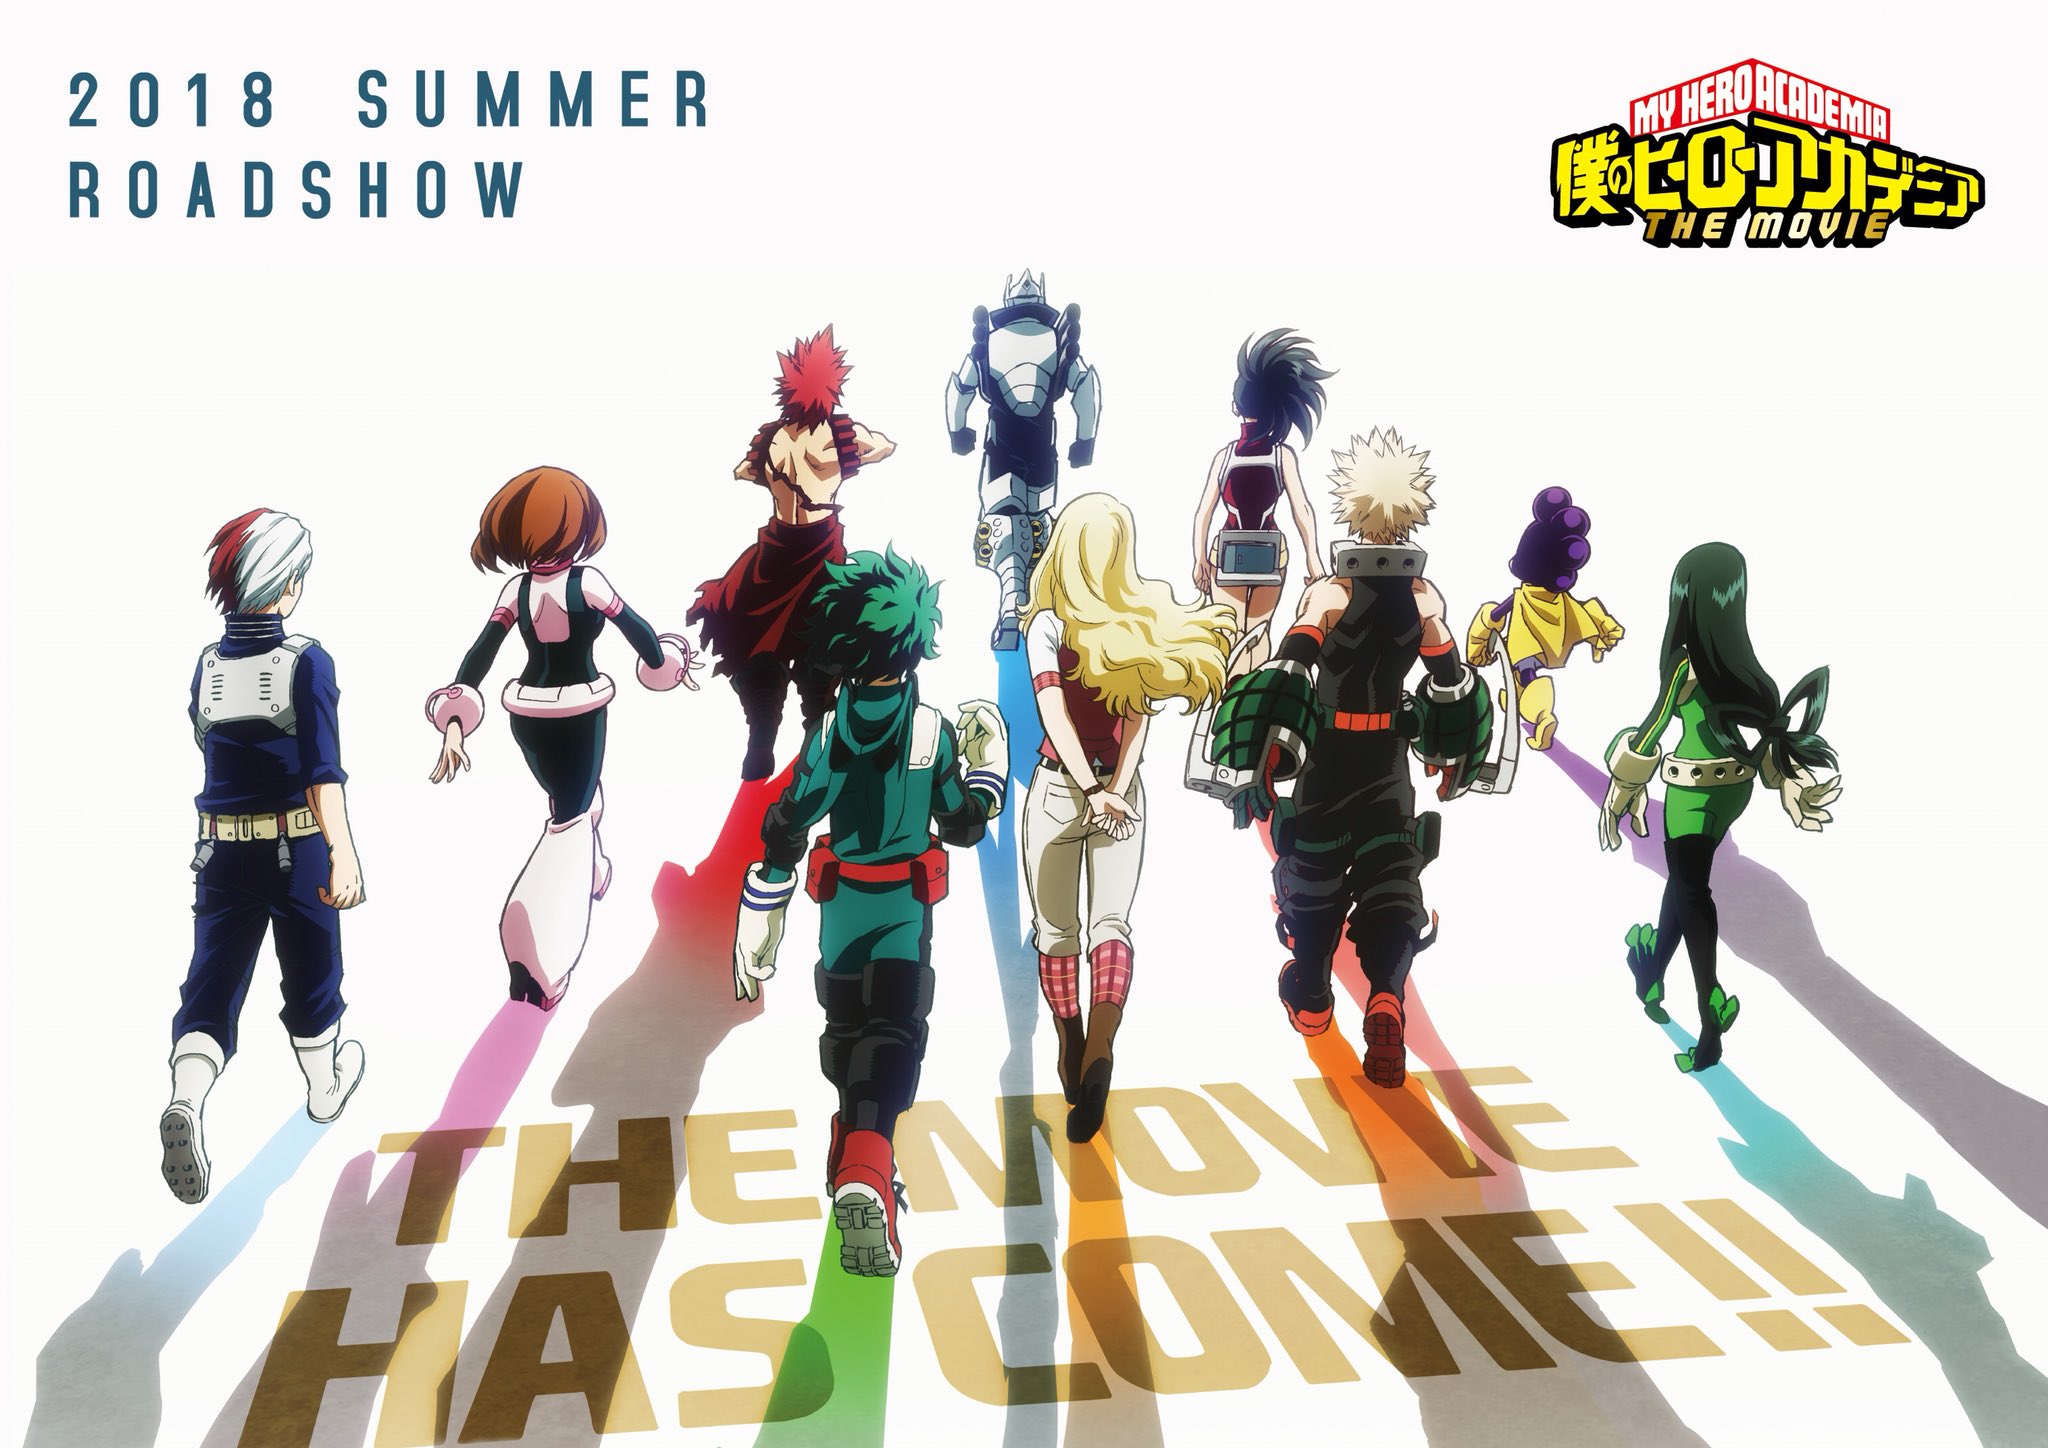 2018 SUMMER
ROADSHOW
MY HERO ACADEMIA
僕のヒーローアカデミア
THE MOVIE
THE MOVIE
HAS COME!!